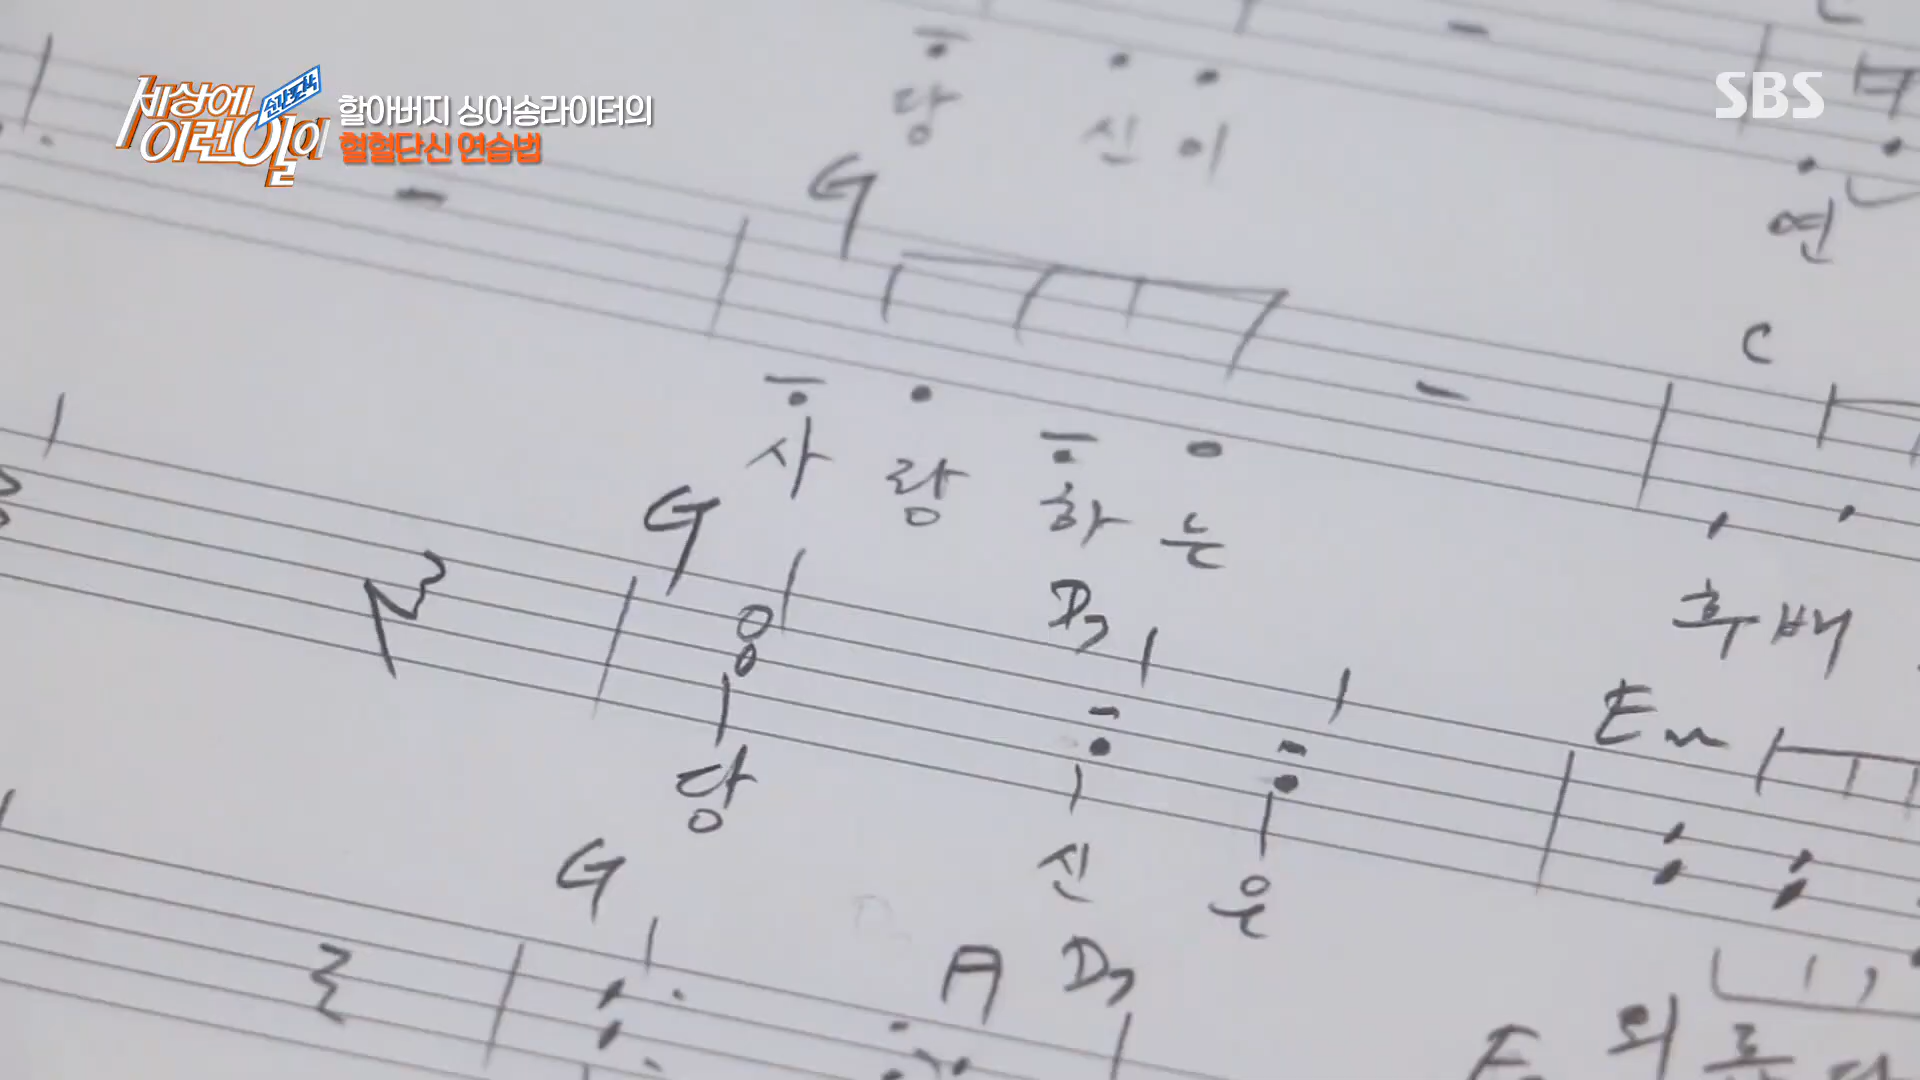 세상에
이런일이
순간포착
할아버지 싱어송라이터의
혈혈단신 연습법
SBS
당 신 이
연
G
C
사 랑 하 는
후 배
G D7
Em
당 신 은
G A D7
외 로